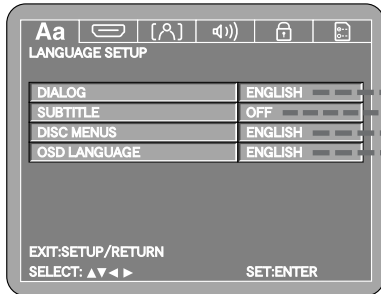 Aa
LANGUAGE SETUP
DIALOG ENGLISH
SUBTITLE OFF
DISC MENUS ENGLISH
OSD LANGUAGE ENGLISH
EXIT:SETUP/RETURN
SELECT: ▲▼◄► SET:ENTER